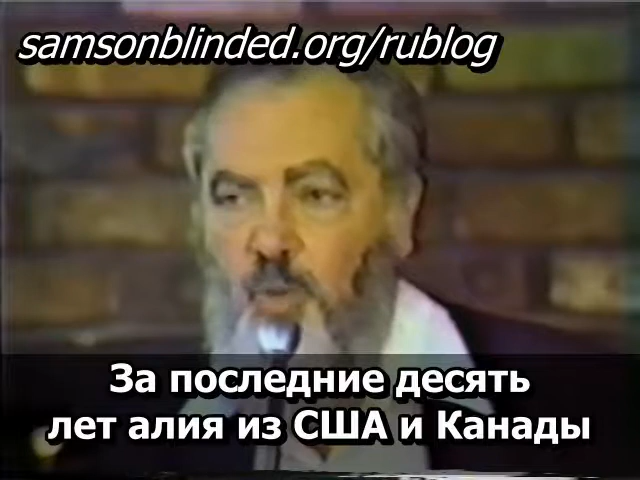 samsonblinded.org/rublog
За последние десять
лет алия из США и Канады